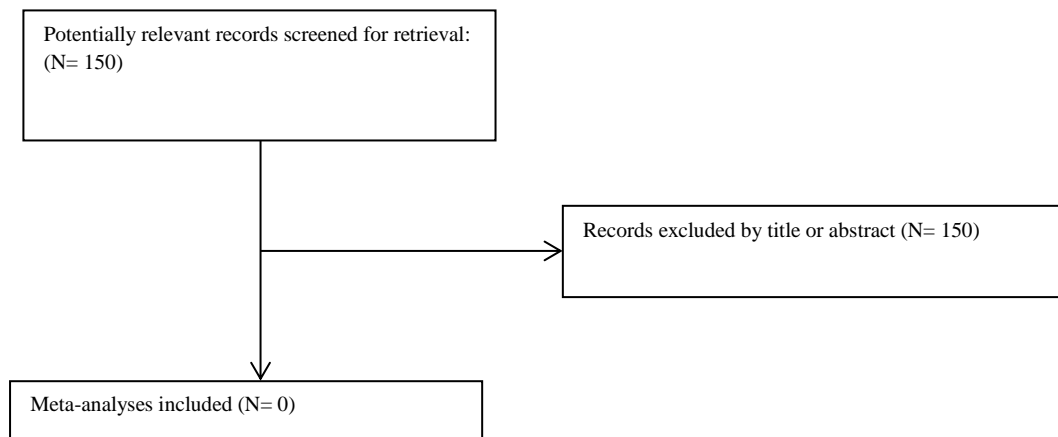 Potentially relevant records screened for retrieval:
(N= 150)
Records excluded by title or abstract (N= 150)
Meta-analyses included (N= 0)